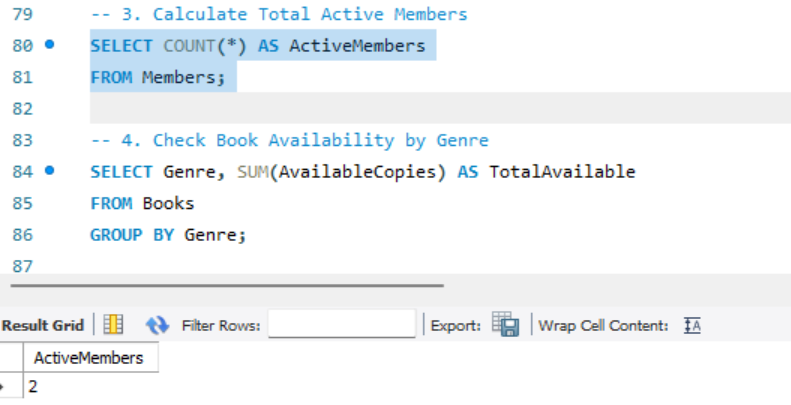 79 -- 3. Calculate Total Active Members
80 SELECT COUNT(*) AS ActiveMembers
81 FROM Members;
82
83 -- 4. Check Book Availability by Genre
84 SELECT Genre, SUM(AvailableCopies) AS TotalAvailable
85 FROM Books
86 GROUP BY Genre;
87
Result Grid Filter Rows: Export: Wrap Cell Content: IA
ActiveMembers
2